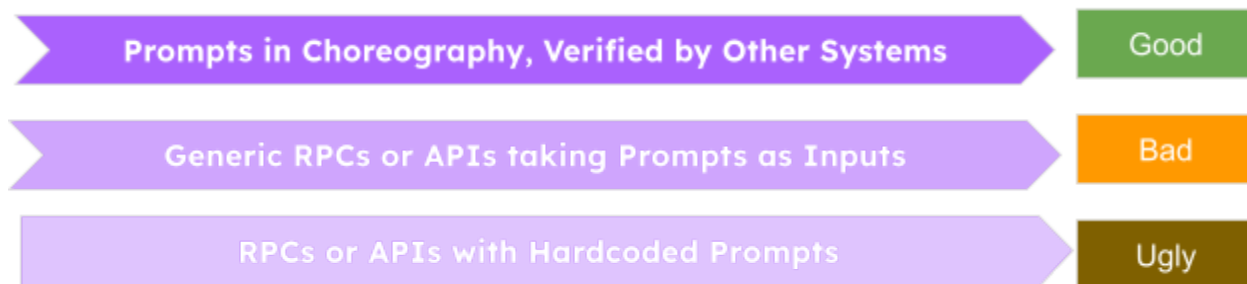 Prompts in Choreography, Verified by Other Systems
Good
Generic RPCs or APIs taking Prompts as Inputs
Bad
RPCs or APIs with Hardcoded Prompts
Ugly